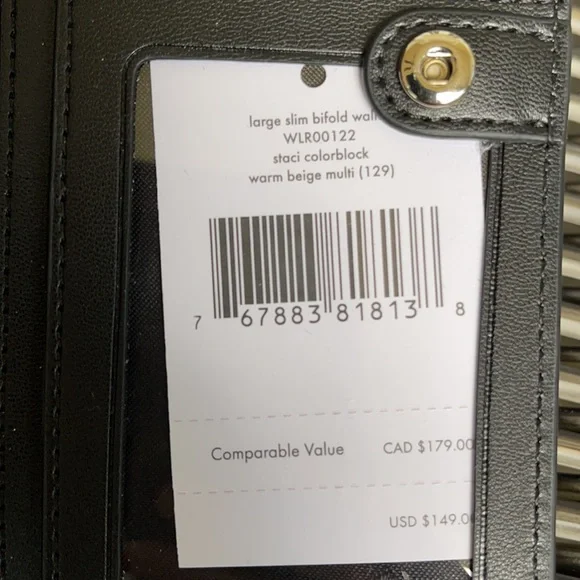 large slim bifold wall
WLR00122
staci colorblock
warm beige multi (129)
7 67883 81813 8
Comparable Value CAD $179.00
USD $149.0